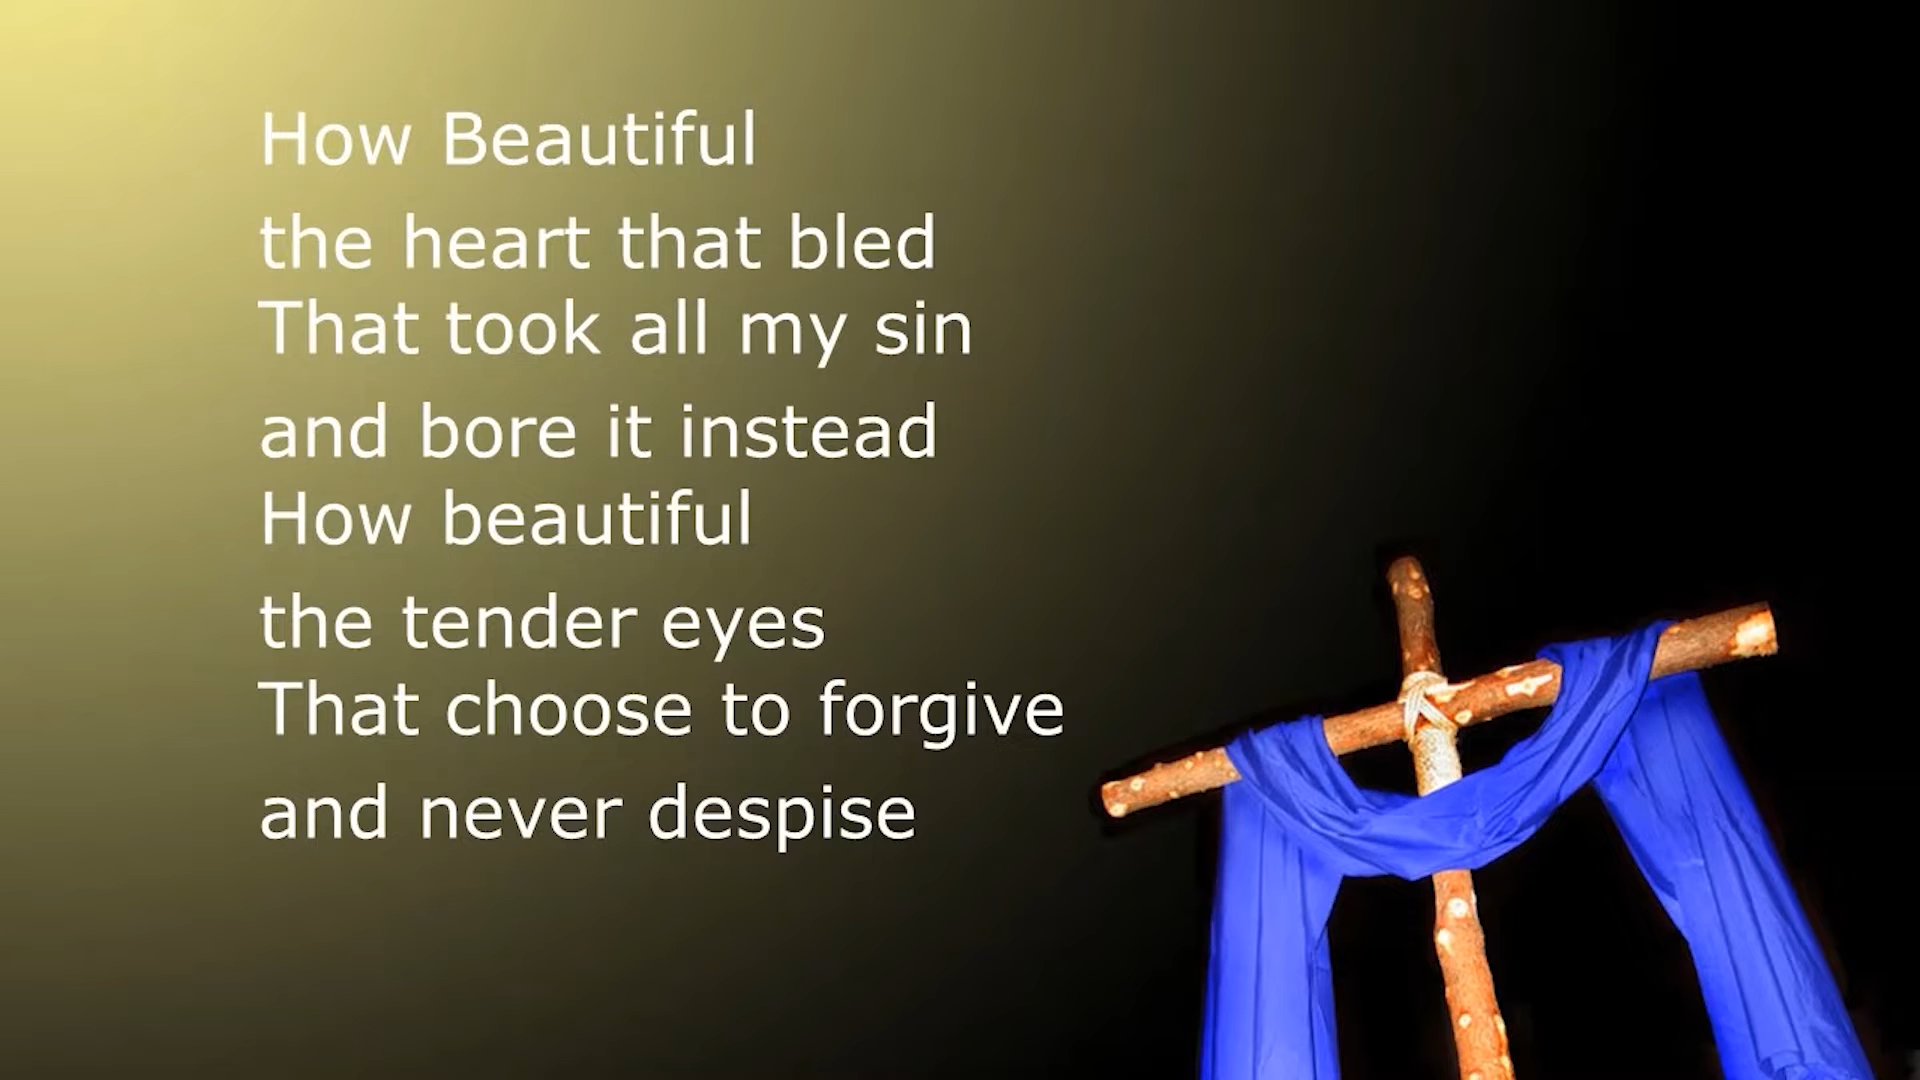 How Beautiful
the heart that bled
That took all my sin
and bore it instead
How beautiful
the tender eyes
That choose to forgive
and never despise